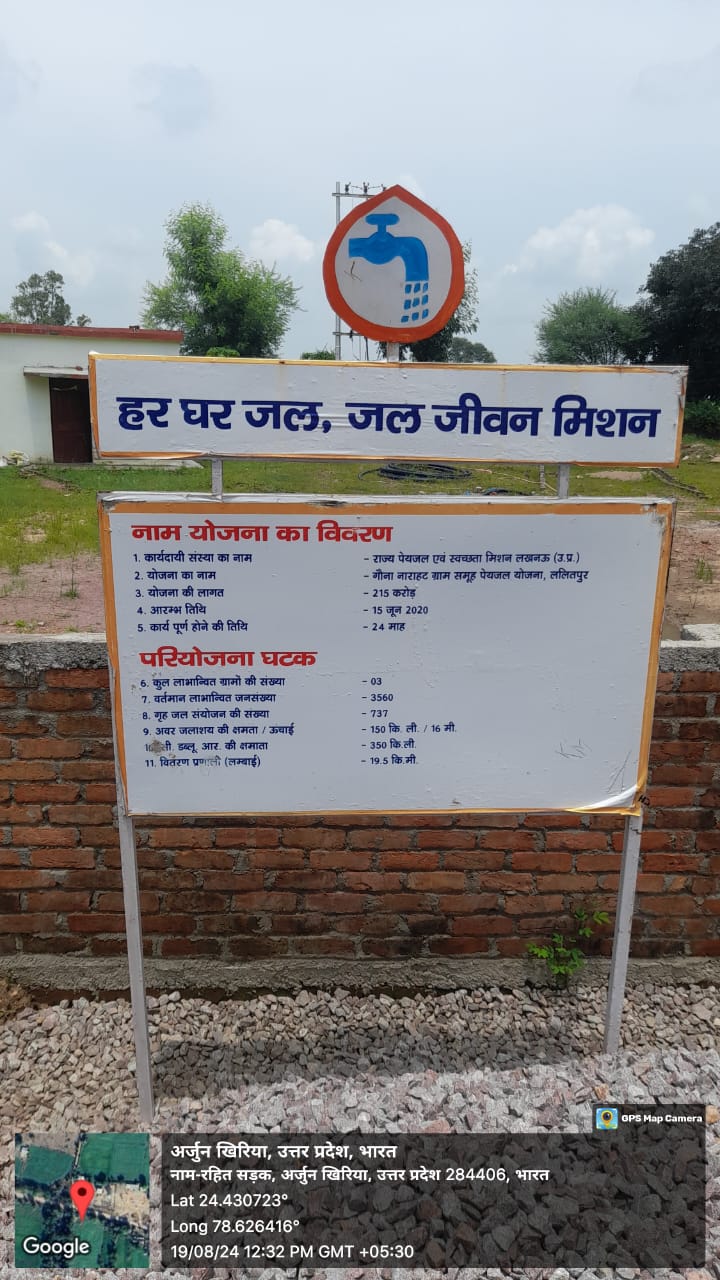 हर घर जल, जल जीवन मिशन
नाम योजना का विवरण
1. कार्यदायी संस्था का नाम - राज्य पेयजल एवं स्वच्छता मिशन लखनऊ (उ.प्र.)
2. योजना का नाम - गौना नाराहट ग्राम समूह पेयजल योजना, ललितपुर
3. योजना की लागत - 215 करोड़
4. आरम्भ तिथि - 15 जून 2020
5. कार्य पूर्ण होने की तिथि - 24 माह
परियोजना घटक
6. कुल लाभान्वित ग्रामों की संख्या - 03
7. वर्तमान लाभान्वित जनसंख्या - 3560
8. गृह जल संयोजन की संख्या - 737
9. अवर जलाशय की क्षमता / ऊंचाई - 150 कि. ली. / 16 मी.
डब्लू. आर. की क्षमाता - 350 कि.ली.
11. वितरण प्रणाली (लम्बाई) - 19.5 कि.मी.
GPS Map Camera
अर्जुन खिरिया, उत्तर प्रदेश, भारत
नाम-रहित सड़क, अर्जुन खिरिया, उत्तर प्रदेश 284406, भारत
Lat 24.430723°
Long 78.626416°
19/08/24 12:32 PM GMT +05:30
Google